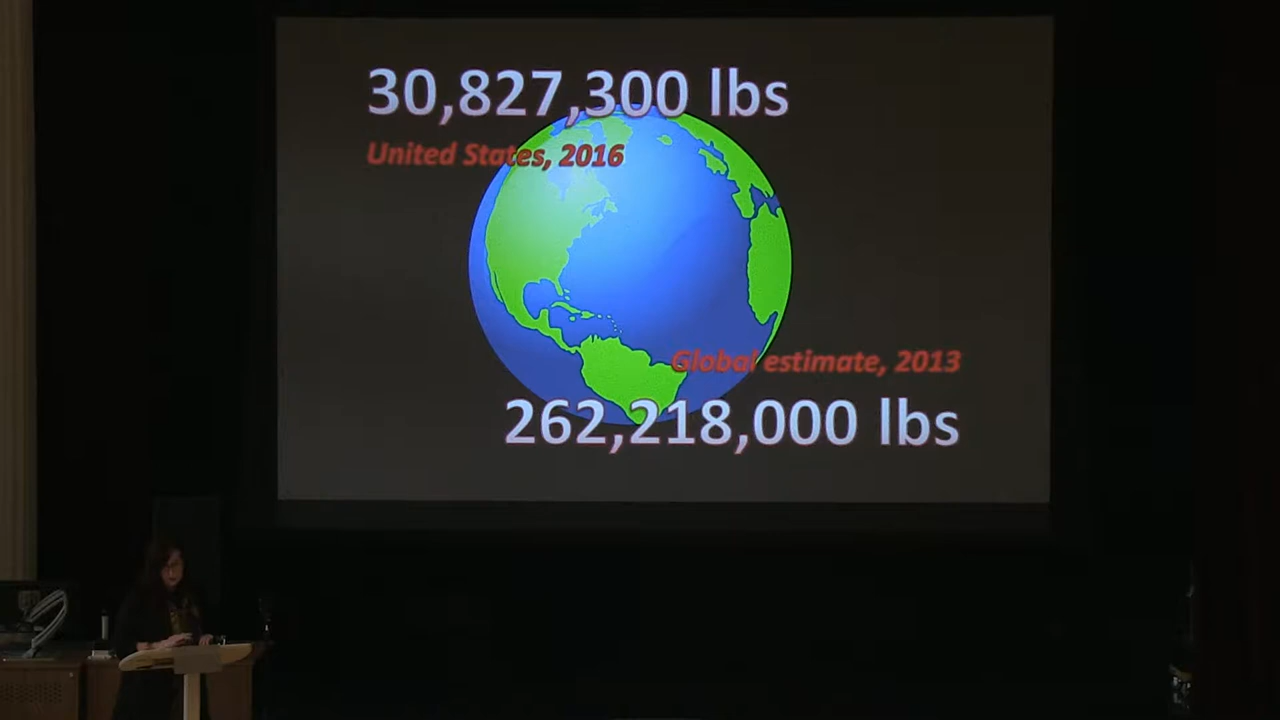 30,827,300 lbs
United States, 2016
Global estimate, 2013
262,218,000 lbs